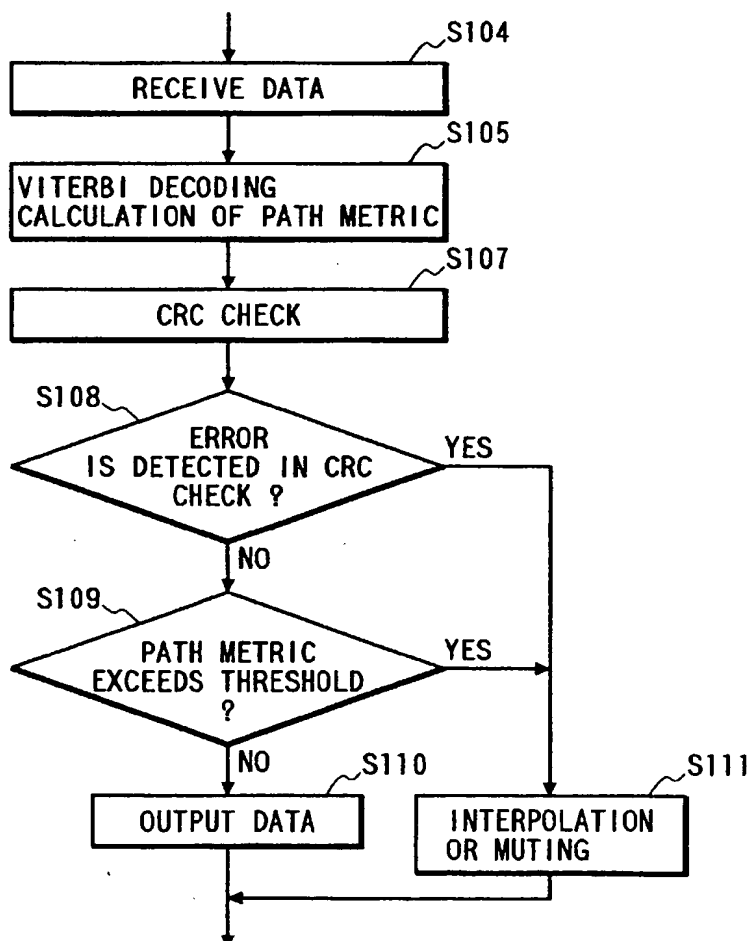 S104
RECEIVE DATA
S105
VITERBI DECODING
CALCULATION OF PATH METRIC
S107
CRC CHECK
S108
ERROR
IS DETECTED IN CRC
CHECK ?
YES
NO
S109
PATH METRIC
EXCEEDS THRESHOLD
?
YES
NO
S110
OUTPUT DATA
S111
INTERPOLATION
OR MUTING